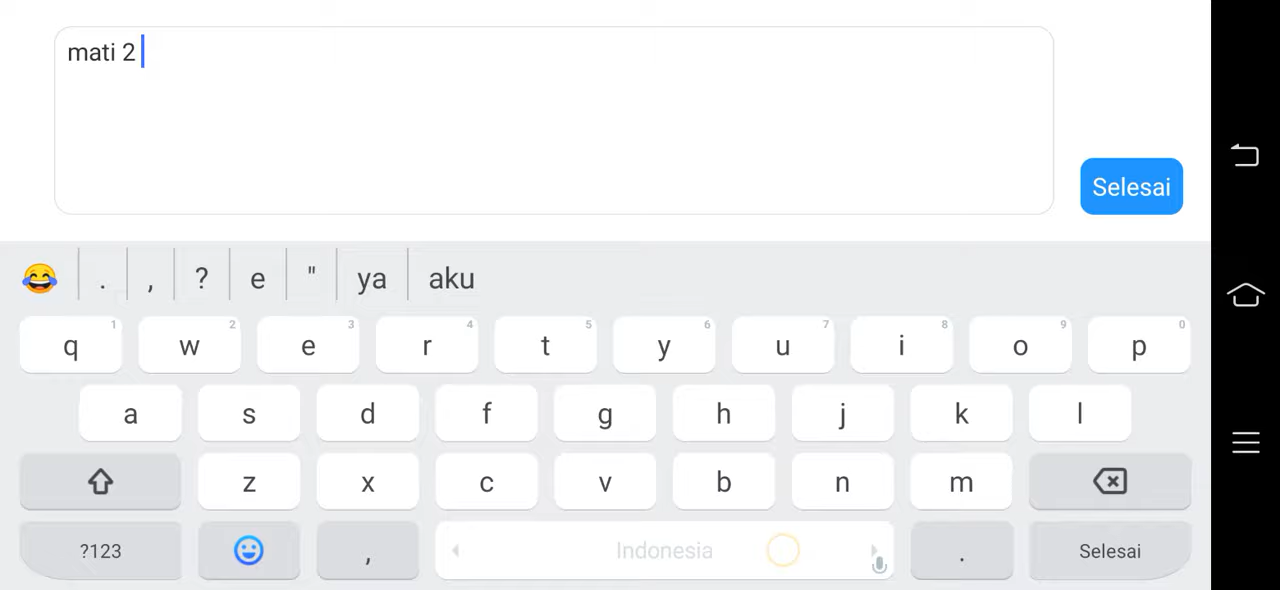 mati 2
Selesai
😂 . , ? e " ya aku
q 1 w 2 e 3 r 4 t 5 y 6 u 7 i 8 o 9 p 0
a s d f g h j k l
z x c v b n m
?123 , Indonesia . Selesai